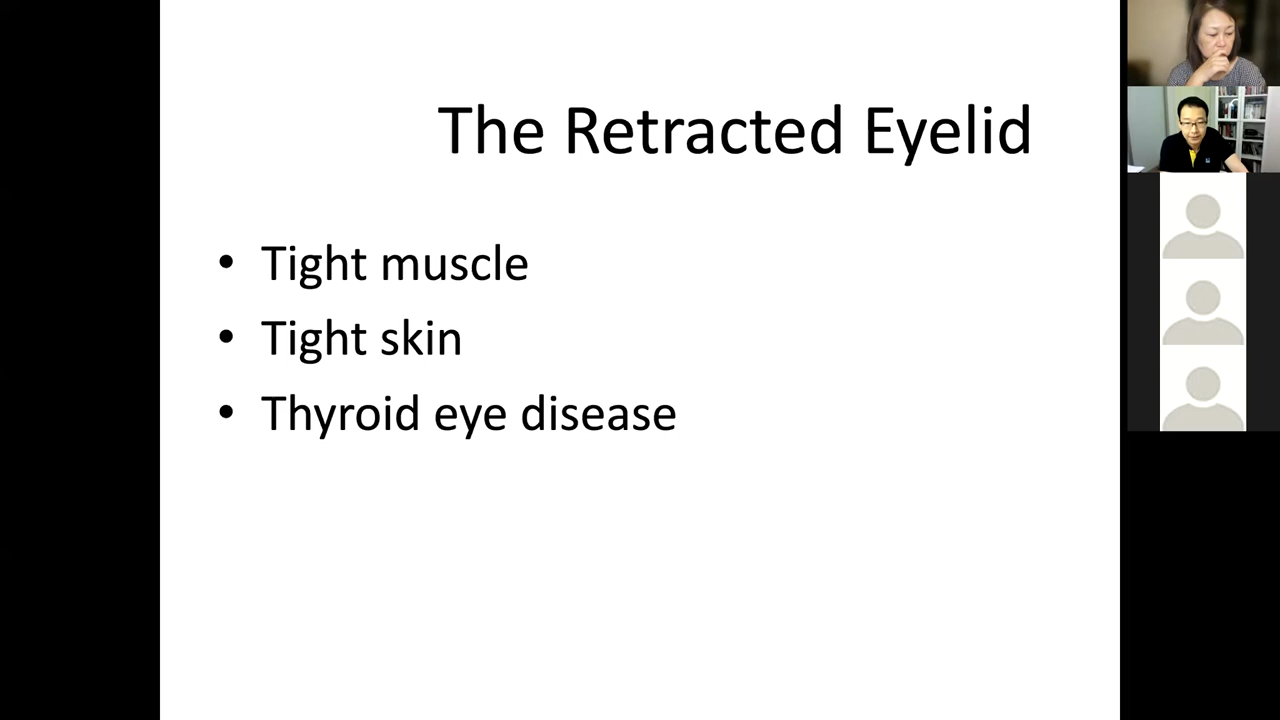 The Retracted Eyelid
• Tight muscle
• Tight skin
• Thyroid eye disease